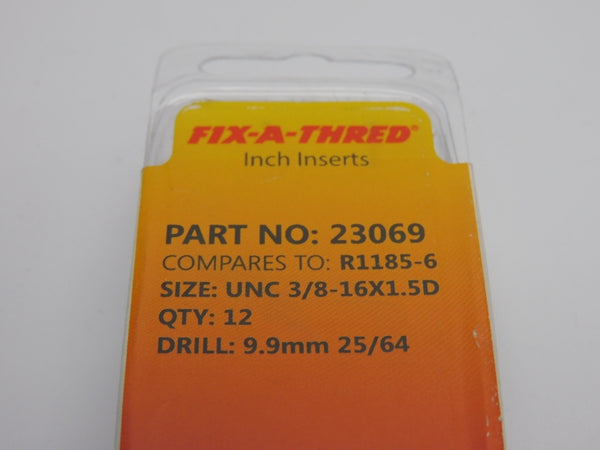 FIX-A-THRED®
Inch Inserts
PART NO: 23069
COMPARES TO: R1185-6
SIZE: UNC 3/8-16X1.5D
QTY: 12
DRILL: 9.9mm 25/64